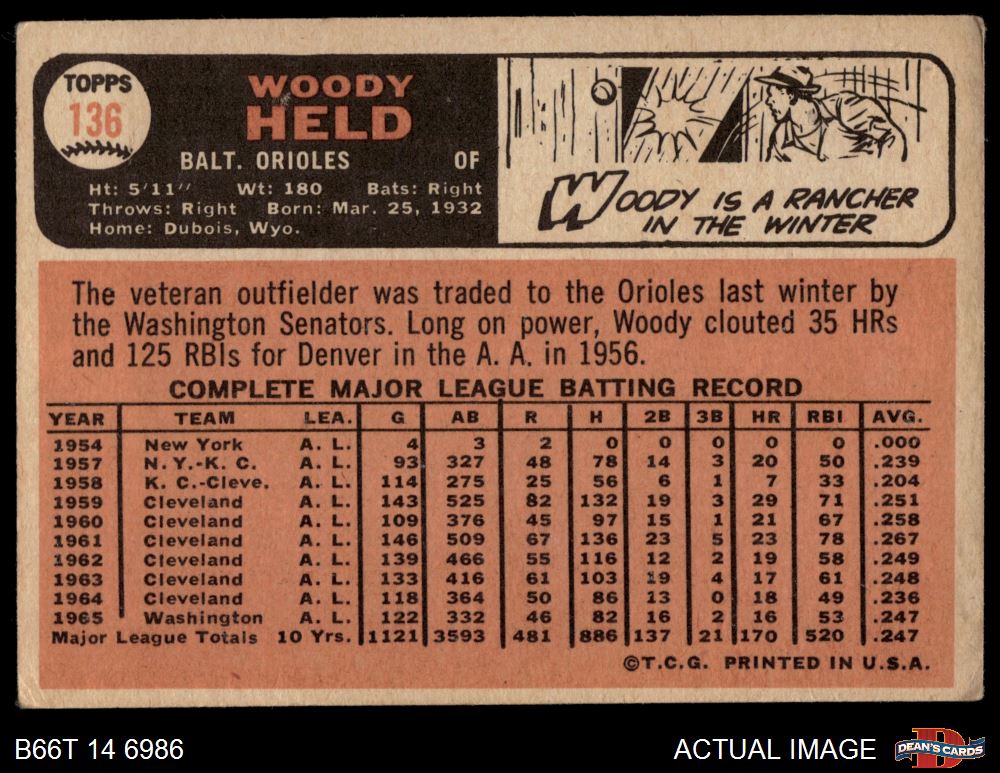 TOPPS
136
WOODY
HELD
BALT. ORIOLES OF
Ht: 5'11" Wt: 180 Bats: Right
Throws: Right Born: Mar. 25, 1932
Home: Dubois, Wyo.
WOODY IS A RANCHER
IN THE WINTER
The veteran outfielder was traded to the Orioles last winter by
the Washington Senators. Long on power, Woody clouted 35 HRs
and 125 RBIs for Denver in the A. A. in 1956.
COMPLETE MAJOR LEAGUE BATTING RECORD
YEAR TEAM LEA. G AB R H 2B 3B HR RBI AVG.
1954 New York A. L. 4 3 2 0 0 0 0 0 .000
1957 N. Y.-K. C. A. L. 93 327 48 78 14 3 20 50 .239
1958 K. C.-Cleve. A. L. 114 275 25 56 6 1 7 33 .204
1959 Cleveland A. L. 143 525 82 132 19 3 29 71 .251
1960 Cleveland A. L. 109 376 45 97 15 1 21 67 .258
1961 Cleveland A. L. 146 509 67 136 23 5 23 78 .267
1962 Cleveland A. L. 139 466 55 116 12 2 19 58 .249
1963 Cleveland A. L. 133 416 61 103 19 4 17 61 .248
1964 Cleveland A. L. 118 364 50 86 13 0 18 49 .236
1965 Washington A. L. 122 332 46 82 16 2 16 53 .247
Major League Totals 10 Yrs. 1121 3593 481 886 137 21 170 520 .247
©T.C.G. PRINTED IN U.S.A.
B66T 14 6986
ACTUAL IMAGE
D
DEAN'S CARDS